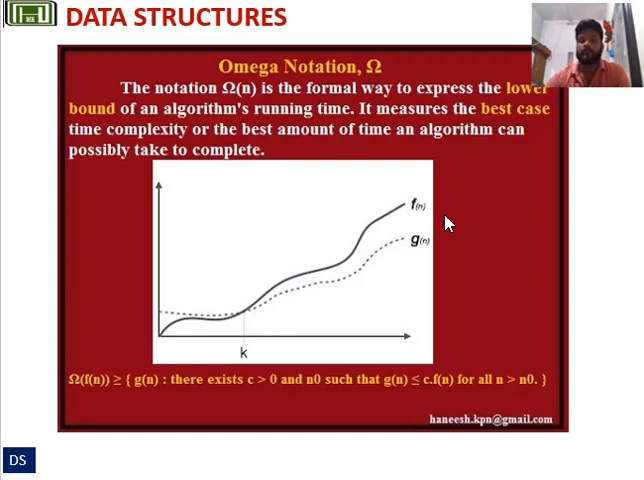 DATA STRUCTURES
Omega Notation, Ω
The notation Ω(n) is the formal way to express the lower
bound of an algorithm's running time. It measures the best case
time complexity or the best amount of time an algorithm can
possibly take to complete.
f(n)
g(n)
k
Ω(f(n)) ≥ { g(n) : there exists c > 0 and n0 such that g(n) ≤ c.f(n) for all n > n0. }
haneesh.kpn@gmail.com
DS